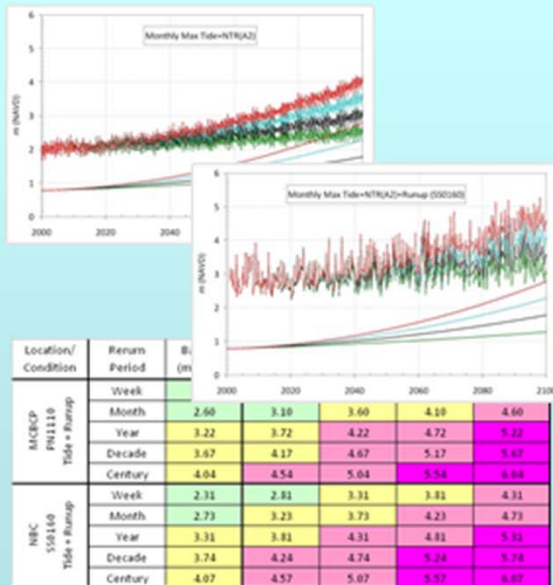 Monthly Max Tide+NTR(A2)
m (NAVD)
6
5
4
3
2
1
0
2000
2020
2040
Monthly Max Tide+NTR(A2)+Runup (SS0160)
m (NAVD)
6
5
4
3
2
1
0
2000
2020
2040
2060
2080
2100
Location/ Condition
Return Period
MCBCP PN1110 Tide + Runup
Week
Month 2.60 3.10 3.60 4.10 4.60
Year 3.22 3.72 4.22 4.72 5.22
Decade 3.67 4.17 4.67 5.17 5.67
Century 4.04 4.54 5.04 5.54 6.04
NBC SS0160 Tide + Runup
Week 2.31 2.81 3.31 3.81 4.31
Month 2.73 3.23 3.73 4.23 4.73
Year 3.31 3.81 4.31 4.81 5.31
Decade 3.74 4.24 4.74 5.24 5.74
Century 4.07 4.57 5.07 5.57 6.07